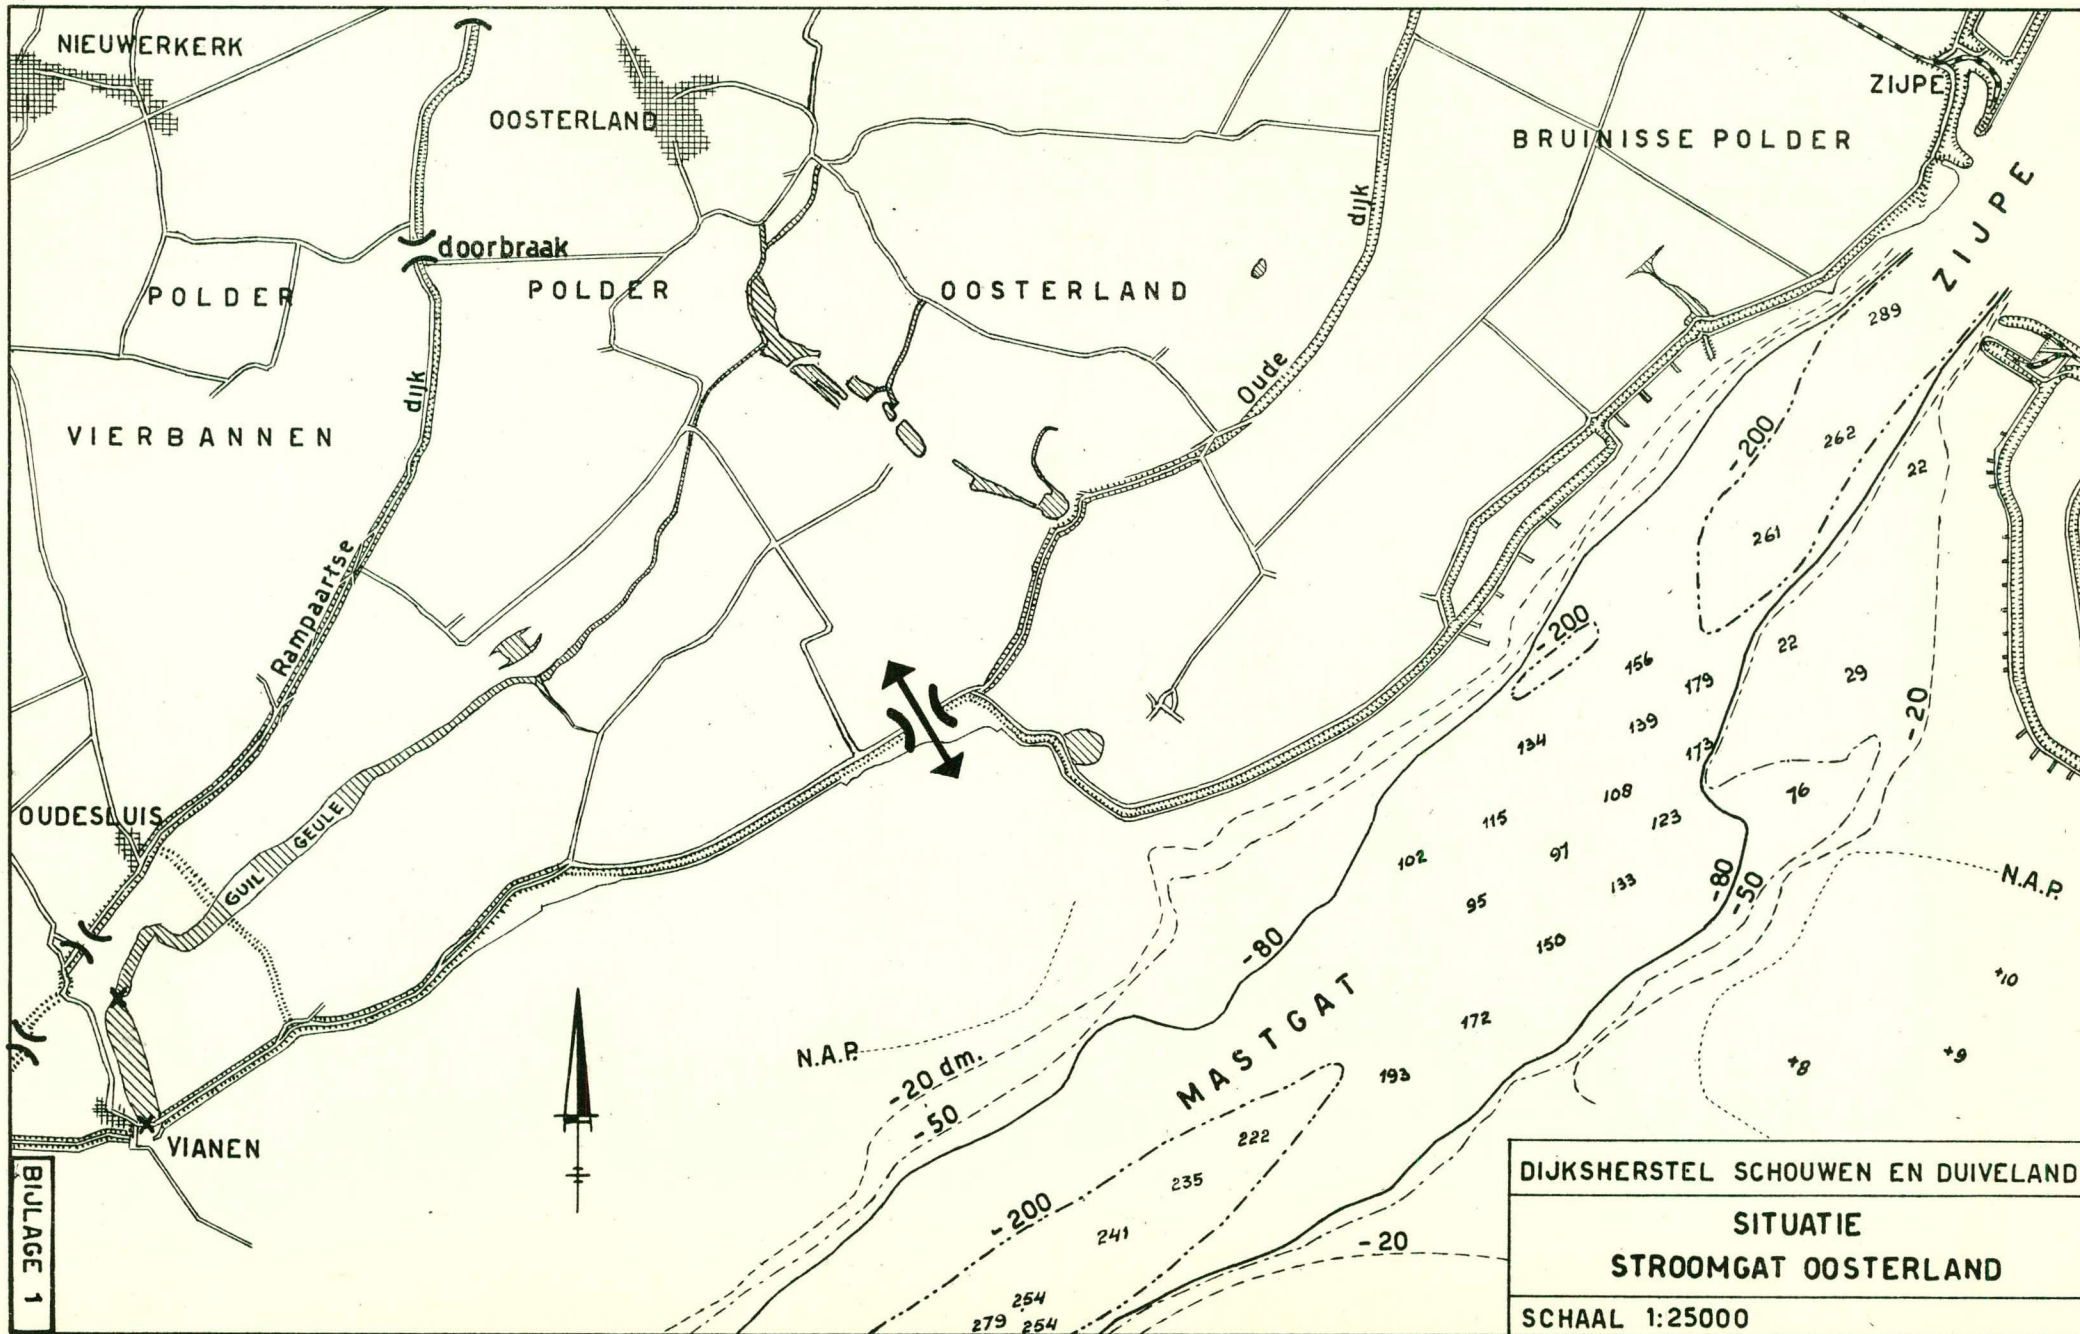 NIEUWERKERK
OOSTERLAND
ZIJPE
BRUINISSE POLDER
ZIJPE
dijk
doorbraak
POLDER
POLDER
OOSTERLAND
289
dijk
Oude
VIERBANNEN
-200
262
22
261
Rampaartse
-200
156
179
22
29
-20
139
134
173
OUDESLUIS
GEULE
GUIL
108
76
115
123
102
97
-80
-50
N.A.P.
133
95
-80
150
+10
MASTGAT
172
N.A.P.
-20 dm.
193
+8
+9
-50
222
VIANEN
235
-200
241
-20
254
279 254
BIJLAGE 1
DIJKSHERSTEL SCHOUWEN EN DUIVELAND
SITUATIE
STROOMGAT OOSTERLAND
SCHAAL 1:25000